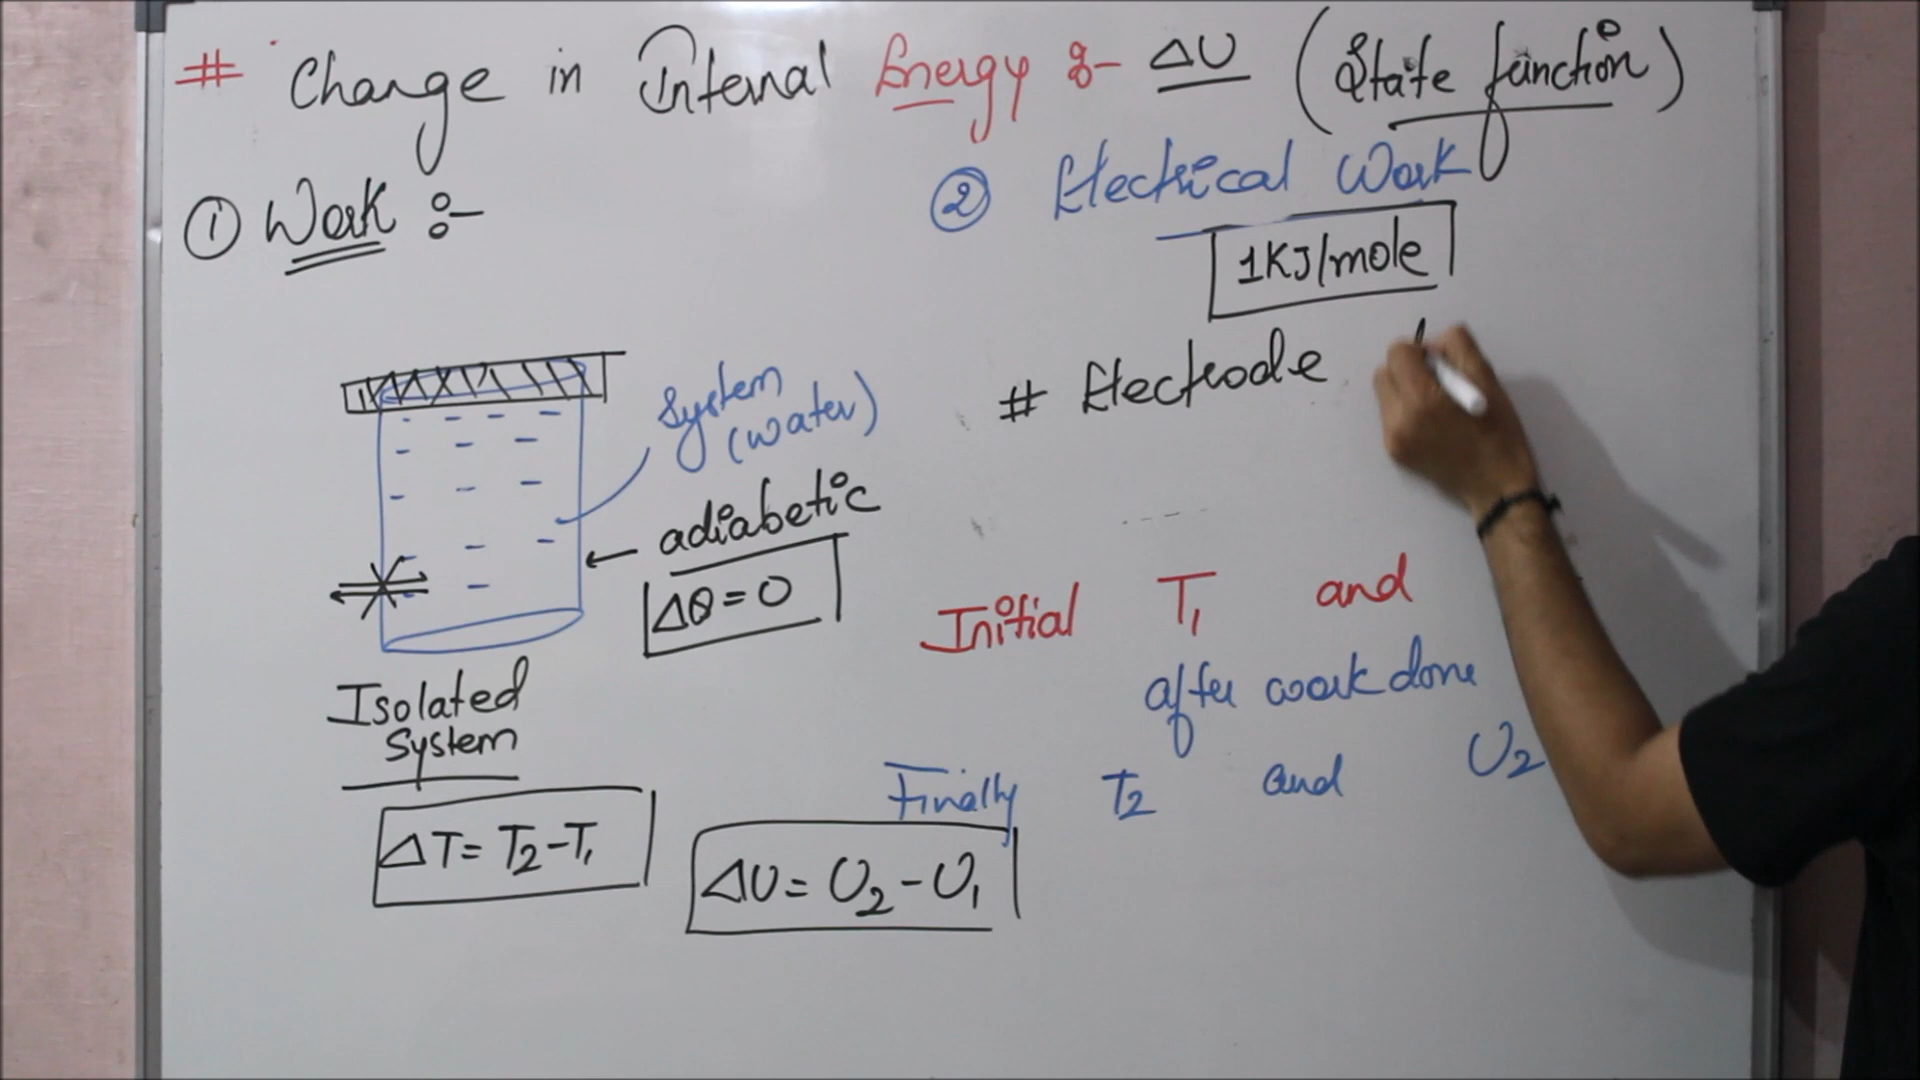 # Change in Internal Energy :- ΔU (State function)
① Work :-
② Electrical Work
1KJ/mole
# Electrode
System
(water)
adiabetic
ΔQ = 0
Isolated
System
ΔT = T₂-T₁
ΔU = U₂-U₁
Initial T₁ and
after work done
Finally T₂ and U₂